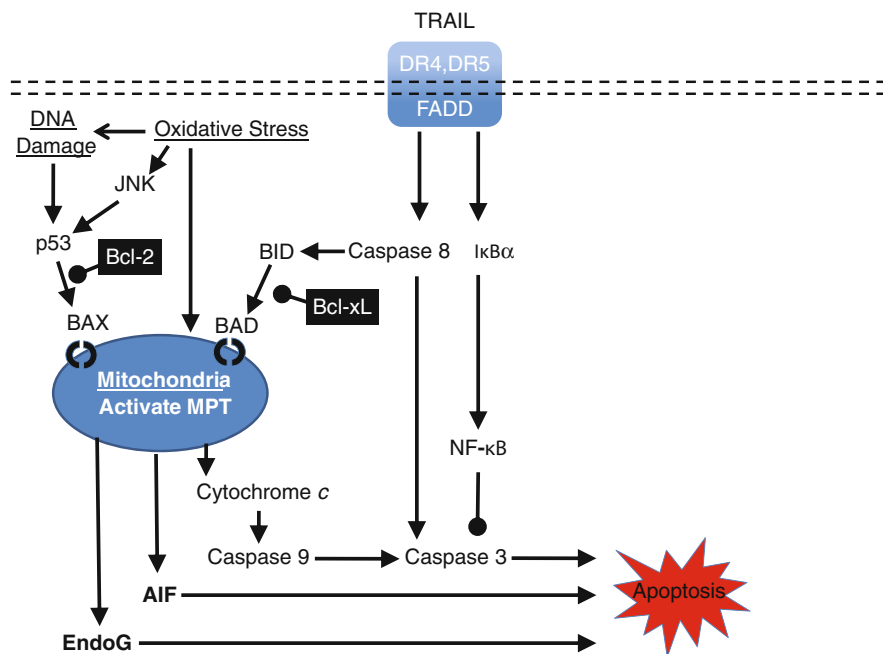 TRAIL
DR4,DR5
FADD
DNA
Damage
Oxidative Stress
JNK
p53
Bcl-2
BID
Caspase 8
IκBα
Bcl-xL
BAX
BAD
Mitochondria
Activate MPT
NF-κB
Cytochrome c
Caspase 9
Caspase 3
Apoptosis
AIF
EndoG